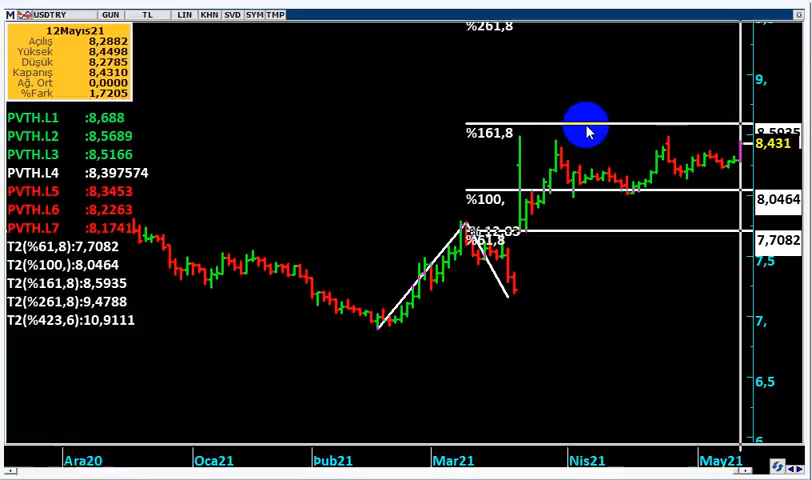 M USDTRY GUN TL LIN KHN SVD SYM TMP
12Mayıs21
Açılış 8,2882
Yüksek 8,4498
Düşük 8,2785
Kapanış 8,4310
Ağ. Ort 0,0000
%Fark 1,7205
PVTH.L1 :8,688
PVTH.L2 :8,5689
PVTH.L3 :8,5166
PVTH.L4 :8,397574
PVTH.L5 :8,3453
PVTH.L6 :8,2263
PVTH.L7 :8,1741
T2(%61,8):7,7082
T2(%100,):8,0464
T2(%161,8):8,5935
T2(%261,8):9,4788
T2(%423,6):10,9111
%261,8
%161,8
%100,
%61,8
9,
8,5935
8,431
8,0464
7,7082
7,5
7,
6,5
6,
Ara20 Oca21 Þub21 Mar21 Nis21 May21